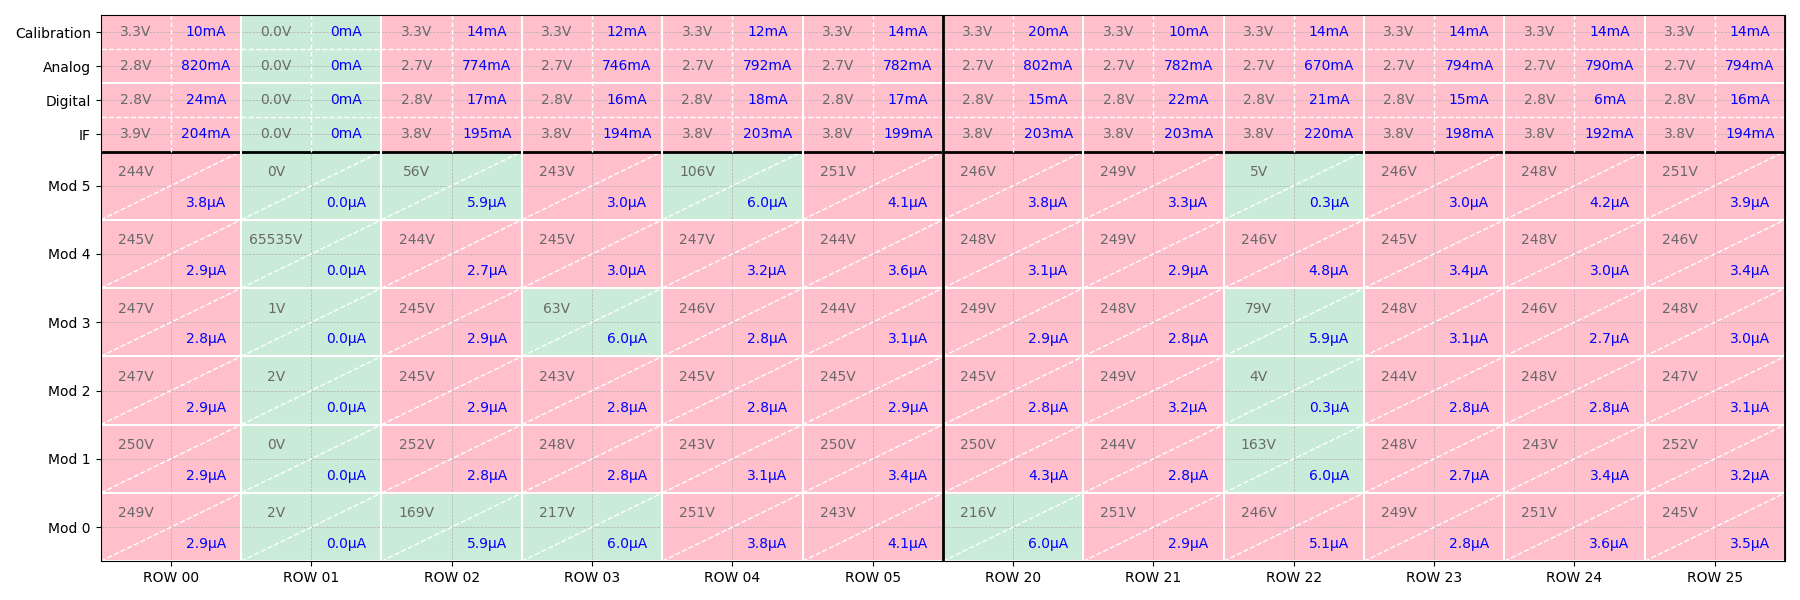 Calibration 3.3V 10mA 0.0V 0mA 3.3V 14mA 3.3V 12mA 3.3V 12mA 3.3V 14mA 3.3V 20mA 3.3V 10mA 3.3V 14mA 3.3V 14mA 3.3V 14mA 3.3V 14mA
Analog 2.8V 820mA 0.0V 0mA 2.7V 774mA 2.7V 746mA 2.7V 792mA 2.7V 782mA 2.7V 802mA 2.7V 782mA 2.7V 670mA 2.7V 794mA 2.7V 790mA 2.7V 794mA
Digital 2.8V 24mA 0.0V 0mA 2.8V 17mA 2.8V 16mA 2.8V 18mA 2.8V 17mA 2.8V 15mA 2.8V 22mA 2.8V 21mA 2.8V 15mA 2.8V 6mA 2.8V 16mA
IF 3.9V 204mA 0.0V 0mA 3.8V 195mA 3.8V 194mA 3.8V 203mA 3.8V 199mA 3.8V 203mA 3.8V 203mA 3.8V 220mA 3.8V 198mA 3.8V 192mA 3.8V 194mA
244V 0V 56V 243V 106V 251V 246V 249V 5V 246V 248V 251V
Mod 5
3.8µA 0.0µA 5.9µA 3.0µA 6.0µA 4.1µA 3.8µA 3.3µA 0.3µA 3.0µA 4.2µA 3.9µA
245V 65535V 244V 245V 247V 244V 248V 249V 246V 245V 248V 246V
Mod 4
2.9µA 0.0µA 2.7µA 3.0µA 3.2µA 3.6µA 3.1µA 2.9µA 4.8µA 3.4µA 3.0µA 3.4µA
247V 1V 245V 63V 246V 244V 249V 248V 79V 248V 246V 248V
Mod 3
2.8µA 0.0µA 2.9µA 6.0µA 2.8µA 3.1µA 2.9µA 2.8µA 5.9µA 3.1µA 2.7µA 3.0µA
247V 2V 245V 243V 245V 245V 245V 249V 4V 244V 248V 247V
Mod 2
2.9µA 0.0µA 2.9µA 2.8µA 2.8µA 2.9µA 2.8µA 3.2µA 0.3µA 2.8µA 2.8µA 3.1µA
250V 0V 252V 248V 243V 250V 250V 244V 163V 248V 243V 252V
Mod 1
2.9µA 0.0µA 2.8µA 2.8µA 3.1µA 3.4µA 4.3µA 2.8µA 6.0µA 2.7µA 3.4µA 3.2µA
249V 2V 169V 217V 251V 243V 216V 251V 246V 249V 251V 245V
Mod 0
2.9µA 0.0µA 5.9µA 6.0µA 3.8µA 4.1µA 6.0µA 2.9µA 5.1µA 2.8µA 3.6µA 3.5µA
ROW 00 ROW 01 ROW 02 ROW 03 ROW 04 ROW 05 ROW 20 ROW 21 ROW 22 ROW 23 ROW 24 ROW 25